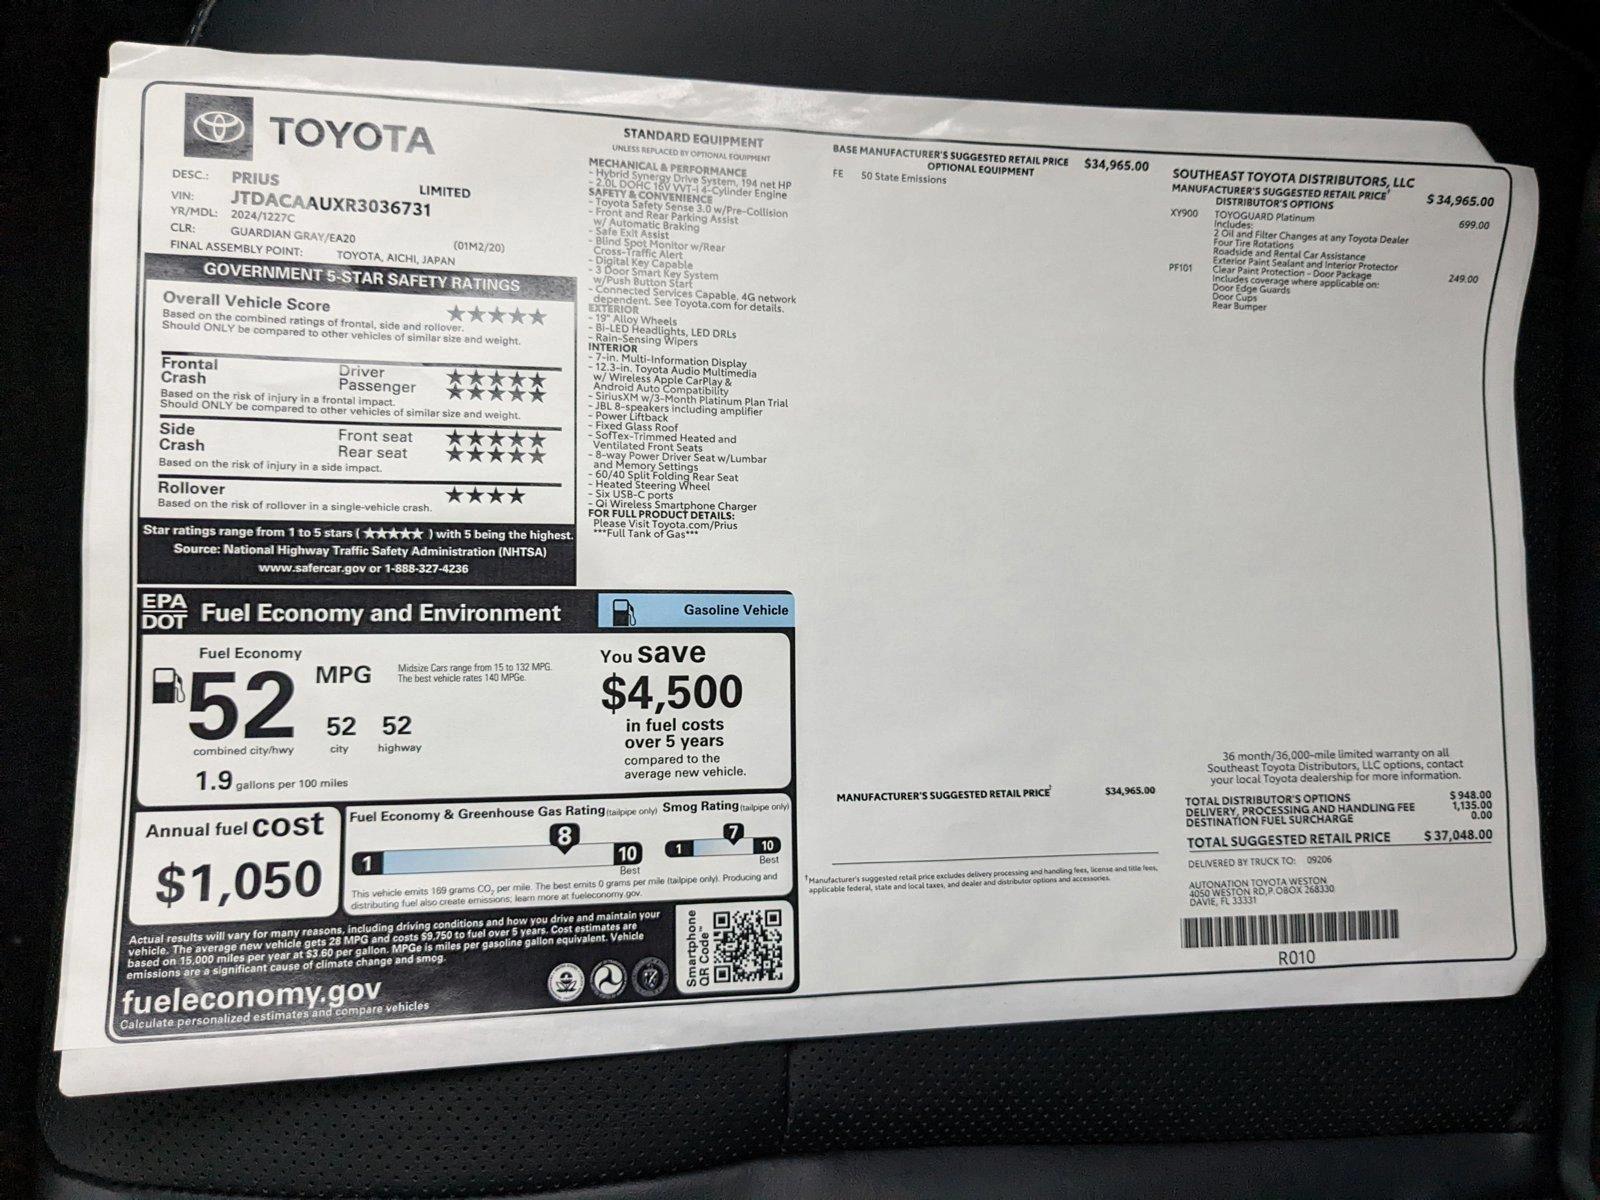 TOYOTA
DESC.: PRIUS LIMITED
VIN: JTDACAAUXR3036731
YR/MDL: 2024/1227C
CLR: GUARDIAN GRAY/EA20 (01M2/20)
FINAL ASSEMBLY POINT: TOYOTA, AICHI, JAPAN
GOVERNMENT 5-STAR SAFETY RATINGS
Overall Vehicle Score ★★★★★
Based on the combined ratings of frontal, side and rollover.
Should ONLY be compared to other vehicles of similar size and weight.
Frontal Driver ★★★★★
Crash Passenger ★★★★★
Based on the risk of injury in a frontal impact.
Should ONLY be compared to other vehicles of similar size and weight.
Side Front seat ★★★★★
Crash Rear seat ★★★★★
Based on the risk of injury in a side impact.
Rollover ★★★★
Based on the risk of rollover in a single-vehicle crash.
Star ratings range from 1 to 5 stars (★★★★★) with 5 being the highest.
Source: National Highway Traffic Safety Administration (NHTSA)
www.safercar.gov or 1-888-327-4236
STANDARD EQUIPMENT
UNLESS REPLACED BY OPTIONAL EQUIPMENT
MECHANICAL & PERFORMANCE
- Hybrid Synergy Drive System, 194 net HP
- 2.0L DOHC 16V VVT-i 4-Cylinder Engine
SAFETY & CONVENIENCE
- Toyota Safety Sense 3.0 w/Pre-Collision
- Front and Rear Parking Assist
w/ Automatic Braking
- Safe Exit Assist
- Blind Spot Monitor w/Rear
Cross-Traffic Alert
- Digital Key Capable
- 3 Door Smart Key System
w/Push Button Start
- Connected Services Capable, 4G network
dependent. See Toyota.com for details.
EXTERIOR
- 19" Alloy Wheels
- Bi-LED Headlights, LED DRLs
- Rain-Sensing Wipers
INTERIOR
- 7-in. Multi-Information Display
- 12.3-in. Toyota Audio Multimedia
w/ Wireless Apple CarPlay &
Android Auto Compatibility
- SiriusXM w/3-Month Platinum Plan Trial
- JBL 8-speakers including amplifier
- Power Liftback
- Fixed Glass Roof
- SofTex-Trimmed Heated and
Ventilated Front Seats
- 8-way Power Driver Seat w/Lumbar
and Memory Settings
- 60/40 Split Folding Rear Seat
- Heated Steering Wheel
- Six USB-C ports
- Qi Wireless Smartphone Charger
FOR FULL PRODUCT DETAILS:
Please Visit Toyota.com/Prius
***Full Tank of Gas***
BASE MANUFACTURER'S SUGGESTED RETAIL PRICE $34,965.00
OPTIONAL EQUIPMENT
FE 50 State Emissions
MANUFACTURER'S SUGGESTED RETAIL PRICE† $34,965.00
†Manufacturer's suggested retail price excludes delivery processing and handling fees, license and title fees,
applicable federal, state and local taxes, and dealer and distributor options and accessories.
SOUTHEAST TOYOTA DISTRIBUTORS, LLC
MANUFACTURER'S SUGGESTED RETAIL PRICE† $ 34,965.00
DISTRIBUTOR'S OPTIONS
XY900 TOYOGUARD Platinum 699.00
Includes:
2 Oil and Filter Changes at any Toyota Dealer
Four Tire Rotations
Roadside and Rental Car Assistance
Exterior Paint Sealant and Interior Protector
PF101 Clear Paint Protection - Door Package 249.00
Includes coverage where applicable on:
Door Edge Guards
Door Cups
Rear Bumper
36 month/36,000-mile limited warranty on all
Southeast Toyota Distributors, LLC options, contact
your local Toyota dealership for more information.
TOTAL DISTRIBUTOR'S OPTIONS $ 948.00
DELIVERY, PROCESSING AND HANDLING FEE 1,135.00
DESTINATION FUEL SURCHARGE 0.00
TOTAL SUGGESTED RETAIL PRICE $ 37,048.00
DELIVERED BY TRUCK TO: 09206
AUTONATION TOYOTA WESTON
4050 WESTON RD,P.OBOX 268330
DAVIE, FL 33331
R010
EPA
DOT
Fuel Economy and Environment
Gasoline Vehicle
Fuel Economy
52 MPG
combined city/hwy
52 city
52 highway
1.9 gallons per 100 miles
Midsize Cars range from 15 to 132 MPG.
The best vehicle rates 140 MPGe.
You save
$4,500
in fuel costs
over 5 years
compared to the
average new vehicle.
Annual fuel cost
$1,050
Fuel Economy & Greenhouse Gas Rating (tailpipe only)
1 8 10
Best
Smog Rating (tailpipe only)
1 7 10
Best
This vehicle emits 169 grams CO₂ per mile. The best emits 0 grams per mile (tailpipe only). Producing and
distributing fuel also create emissions; learn more at fueleconomy.gov.
Actual results will vary for many reasons, including driving conditions and how you drive and maintain your
vehicle. The average new vehicle gets 28 MPG and costs $9,750 to fuel over 5 years. Cost estimates are
based on 15,000 miles per year at $3.60 per gallon. MPGe is miles per gasoline gallon equivalent. Vehicle
emissions are a significant cause of climate change and smog.
fueleconomy.gov
Calculate personalized estimates and compare vehicles
Smartphone
QR Code™